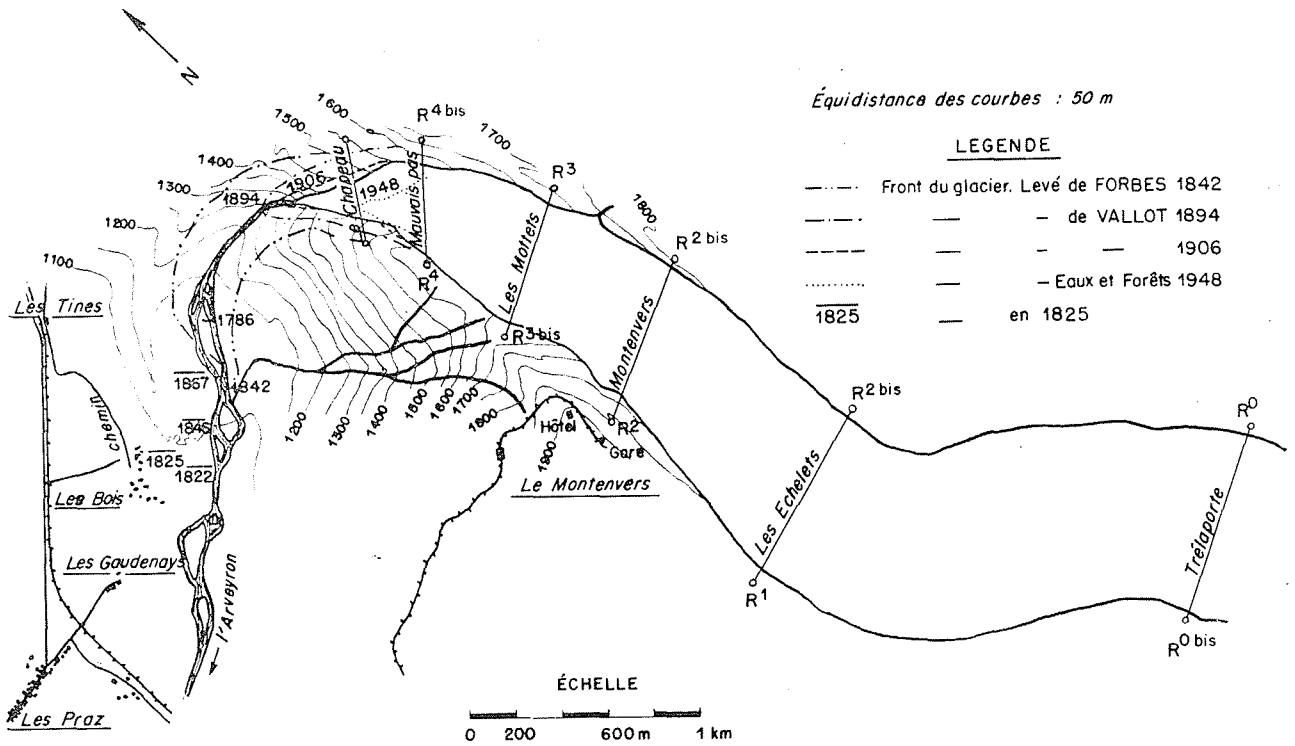 N
Équidistance des courbes : 50 m
LEGENDE
Front du glacier. Levé de FORBES 1842
— – de VALLOT 1894
— - — 1906
— – Eaux et Forêts 1948
1825 — en 1825
1600
1500
1400
1300
1200
1100
R4 bis
1700
R3
1800
R2 bis
1906
1894
Chapeau
1948
Mauvais pas
R4
Les Mottets
R3 bis
Montenvers
R2
Les Tines
1786
1867
1842
1845
1825
1822
chemin
Les Bois
Les Gaudenays
Les Praz
l'Arveyron
1200
1300
1400
1500
1600
1700
1800
1900
Hôtel
Gare
Le Montenvers
R2 bis
Les Echelets
R1
R0
Trélaporte
R0 bis
ÉCHELLE
0 200 600 m 1 km